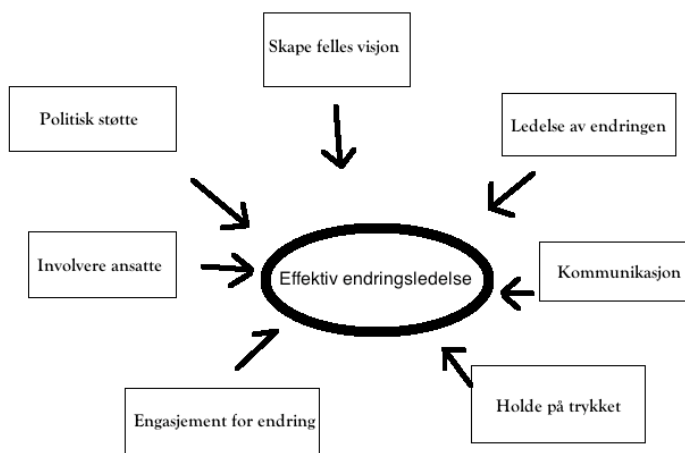 Skape felles visjon
Politisk støtte
Ledelse av endringen
Involvere ansatte
Effektiv endringsledelse
Kommunikasjon
Engasjement for endring
Holde på trykket